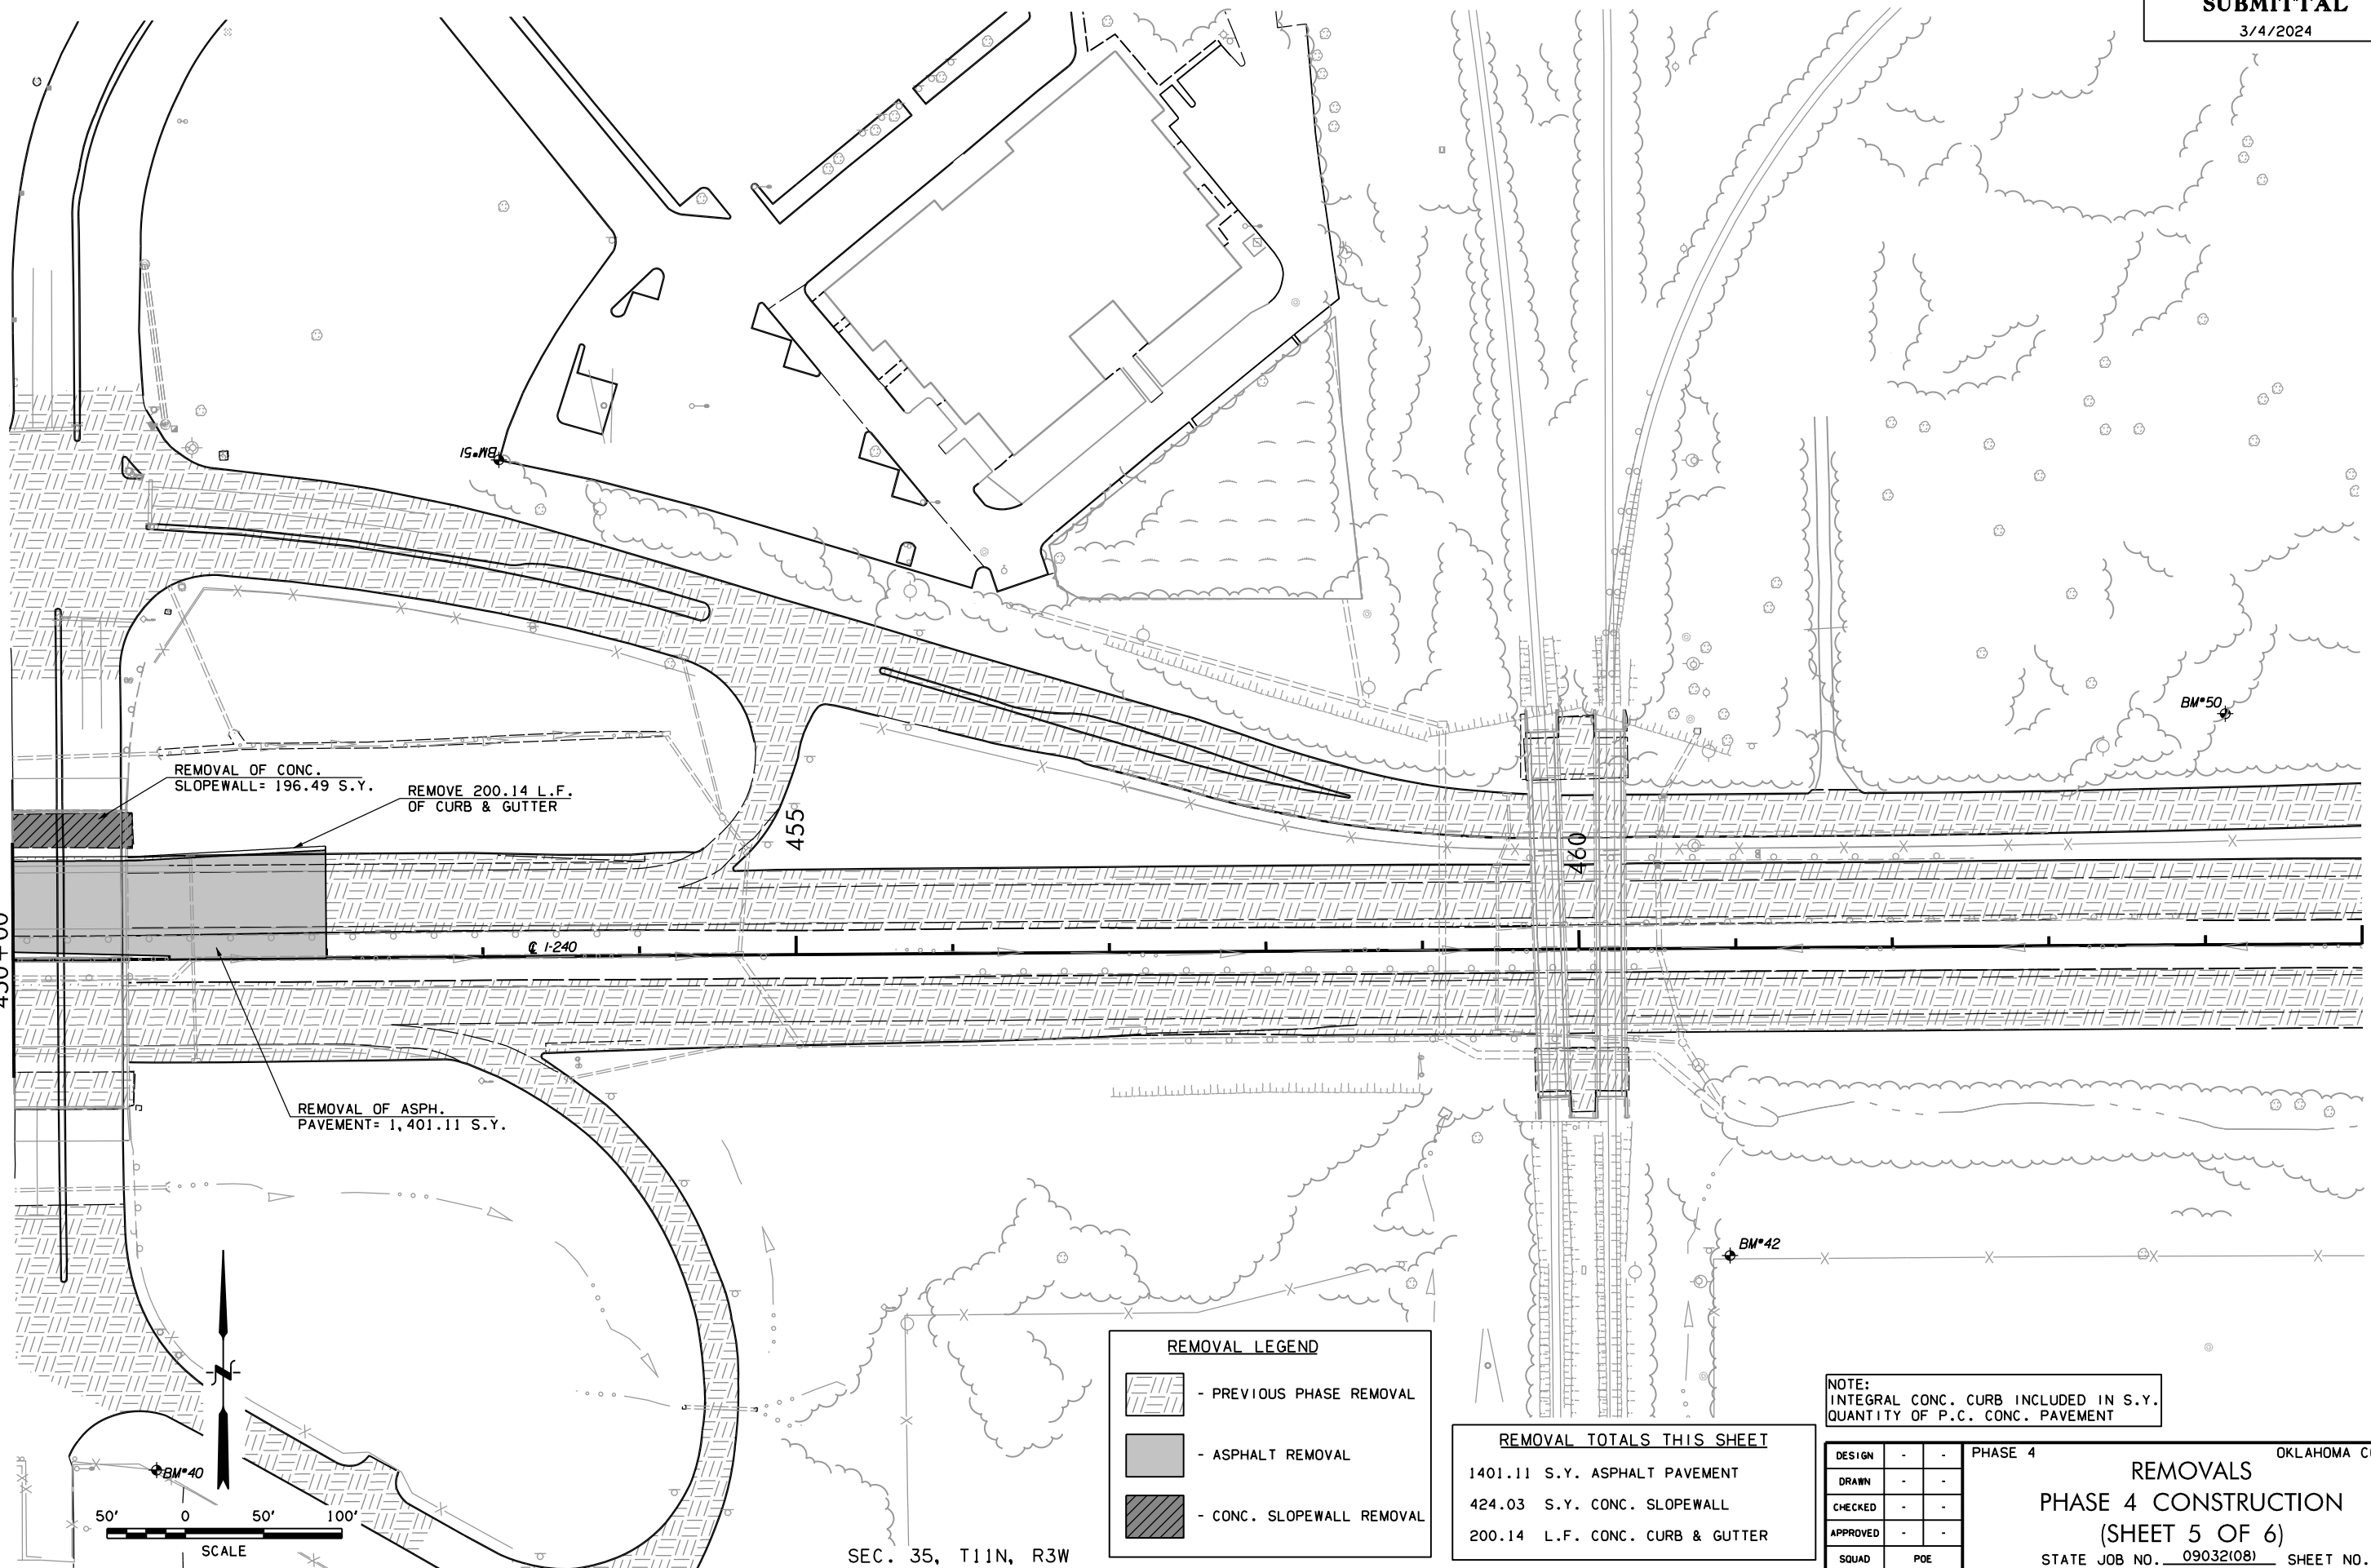 SUBMITTAL
3/4/2024
BM#51
BM#50
REMOVAL OF CONC.
SLOPEWALL= 196.49 S.Y.
REMOVE 200.14 L.F.
OF CURB & GUTTER
455
460
℄ I-240
REMOVAL OF ASPH.
PAVEMENT= 1,401.11 S.Y.
BM#42
BM#40
50' 0 50' 100'
SCALE
SEC. 35, T11N, R3W
REMOVAL LEGEND
- PREVIOUS PHASE REMOVAL
- ASPHALT REMOVAL
- CONC. SLOPEWALL REMOVAL
REMOVAL TOTALS THIS SHEET
1401.11 S.Y. ASPHALT PAVEMENT
424.03 S.Y. CONC. SLOPEWALL
200.14 L.F. CONC. CURB & GUTTER
NOTE:
INTEGRAL CONC. CURB INCLUDED IN S.Y.
QUANTITY OF P.C. CONC. PAVEMENT
DESIGN - -
DRAWN - -
CHECKED - -
APPROVED - -
SQUAD POE
PHASE 4 OKLAHOMA
REMOVALS
PHASE 4 CONSTRUCTION
(SHEET 5 OF 6)
STATE JOB NO. 09032(08) SHEET NO.